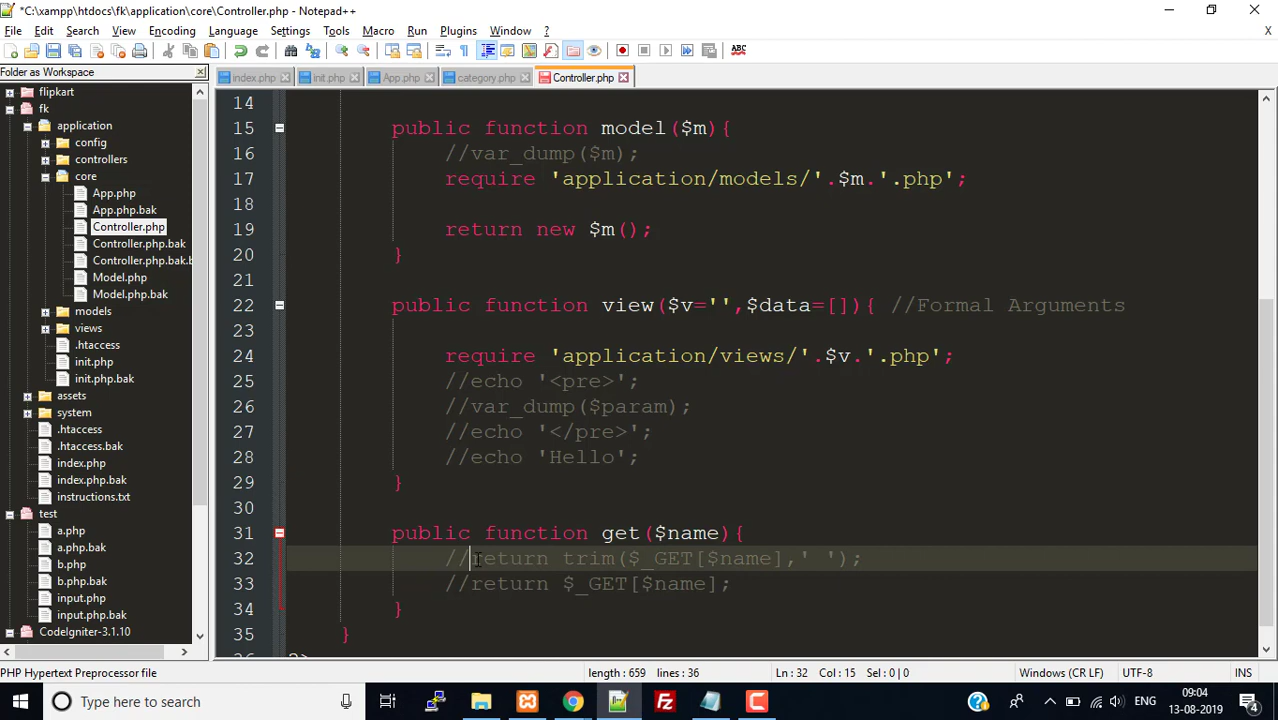 *C:\xampp\htdocs\fk\application\core\Controller.php - Notepad++
File Edit Search View Encoding Language Settings Tools Macro Run Plugins Window ?
Folder as Workspace
index.php init.php App.php category.php Controller.php
flipkart
fk
application
config
controllers
core
App.php
App.php.bak
Controller.php
Controller.php.bak
Controller.php.bak.b
Model.php
Model.php.bak
models
views
.htaccess
init.php
init.php.bak
assets
system
.htaccess
.htaccess.bak
index.php
index.php.bak
instructions.txt
test
a.php
a.php.bak
b.php
b.php.bak
input.php
input.php.bak
CodeIgniter-3.1.10
14
15 public function model($m){
16 //var_dump($m);
17 require 'application/models/'.$m.'.php';
18
19 return new $m();
20 }
21
22 public function view($v='',$data=[]){ //Formal Arguments
23
24 require 'application/views/'.$v.'.php';
25 //echo '<pre>';
26 //var_dump($param);
27 //echo '</pre>';
28 //echo 'Hello';
29 }
30
31 public function get($name){
32 //return trim($_GET[$name],' ');
33 //return $_GET[$name];
34 }
35 }
36 ?>
PHP Hypertext Preprocessor file length : 659 lines : 36 Ln : 32 Col : 15 Sel : 0 | 0 Windows (CR LF) UTF-8 INS
Type here to search
ENG
09:04
13-08-2019
4